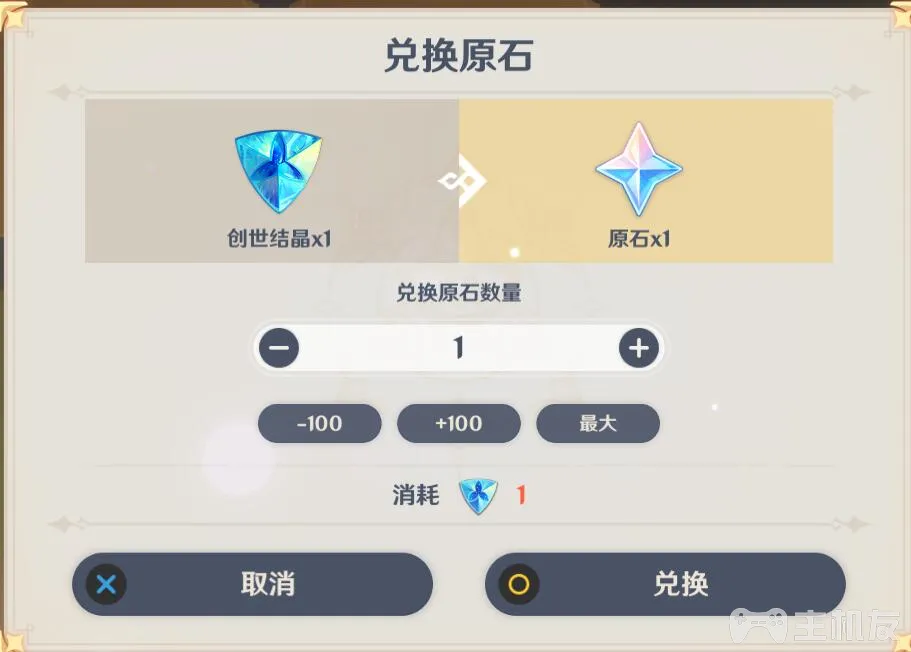 兑换原石
创世结晶x1
原石x1
兑换原石数量
1
-100
+100
最大
消耗 1
取消
兑换
主机友